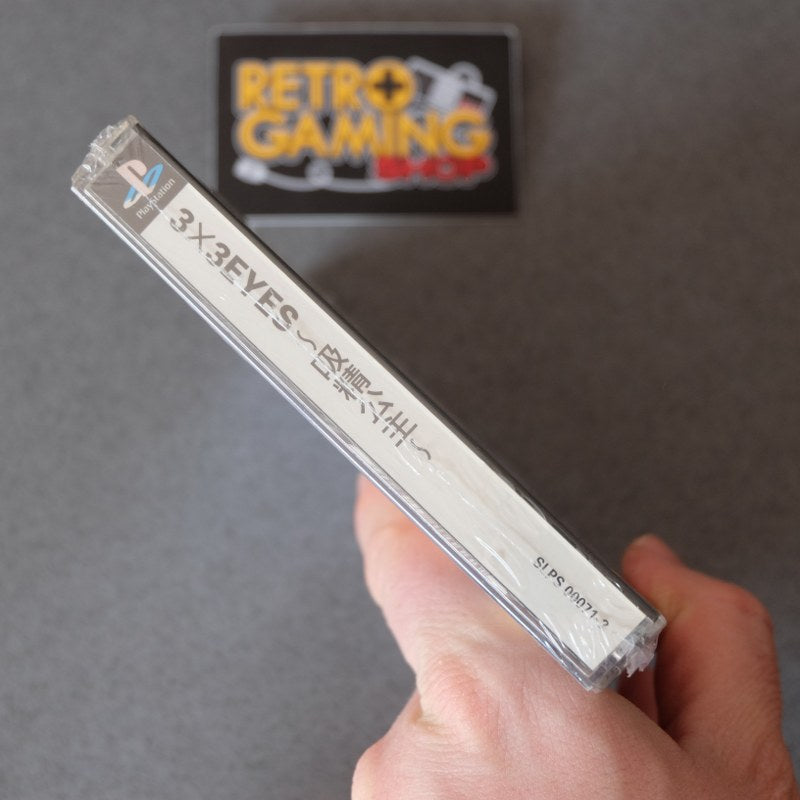 RETRO
GAMING
SHOP
PlayStation
3×3EYES ～吸精公主～
SLPS 00071-2